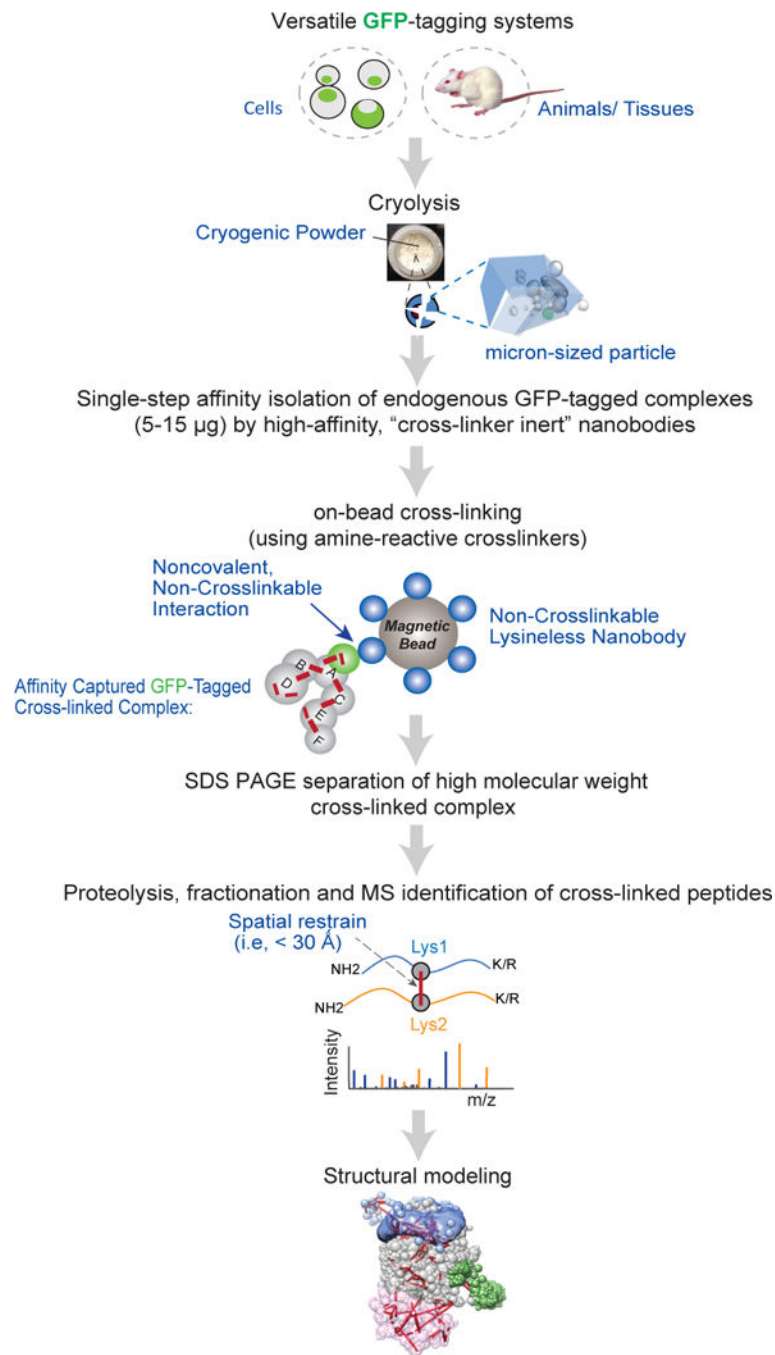 Versatile GFP-tagging systems
Cells
Animals/ Tissues
Cryolysis
Cryogenic Powder
micron-sized particle
Single-step affinity isolation of endogenous GFP-tagged complexes
(5-15 µg) by high-affinity, “cross-linker inert” nanobodies
on-bead cross-linking
(using amine-reactive crosslinkers)
Noncovalent,
Non-Crosslinkable
Interaction
Magnetic
Bead
Non-Crosslinkable
Lysineless Nanobody
Affinity Captured GFP-Tagged
Cross-linked Complex:
B
A
D
C
E
F
SDS PAGE separation of high molecular weight
cross-linked complex
Proteolysis, fractionation and MS identification of cross-linked peptides
Spatial restrain
(i.e, < 30 Å)
Lys1
NH2
K/R
NH2
K/R
Lys2
Intensity
m/z
Structural modeling